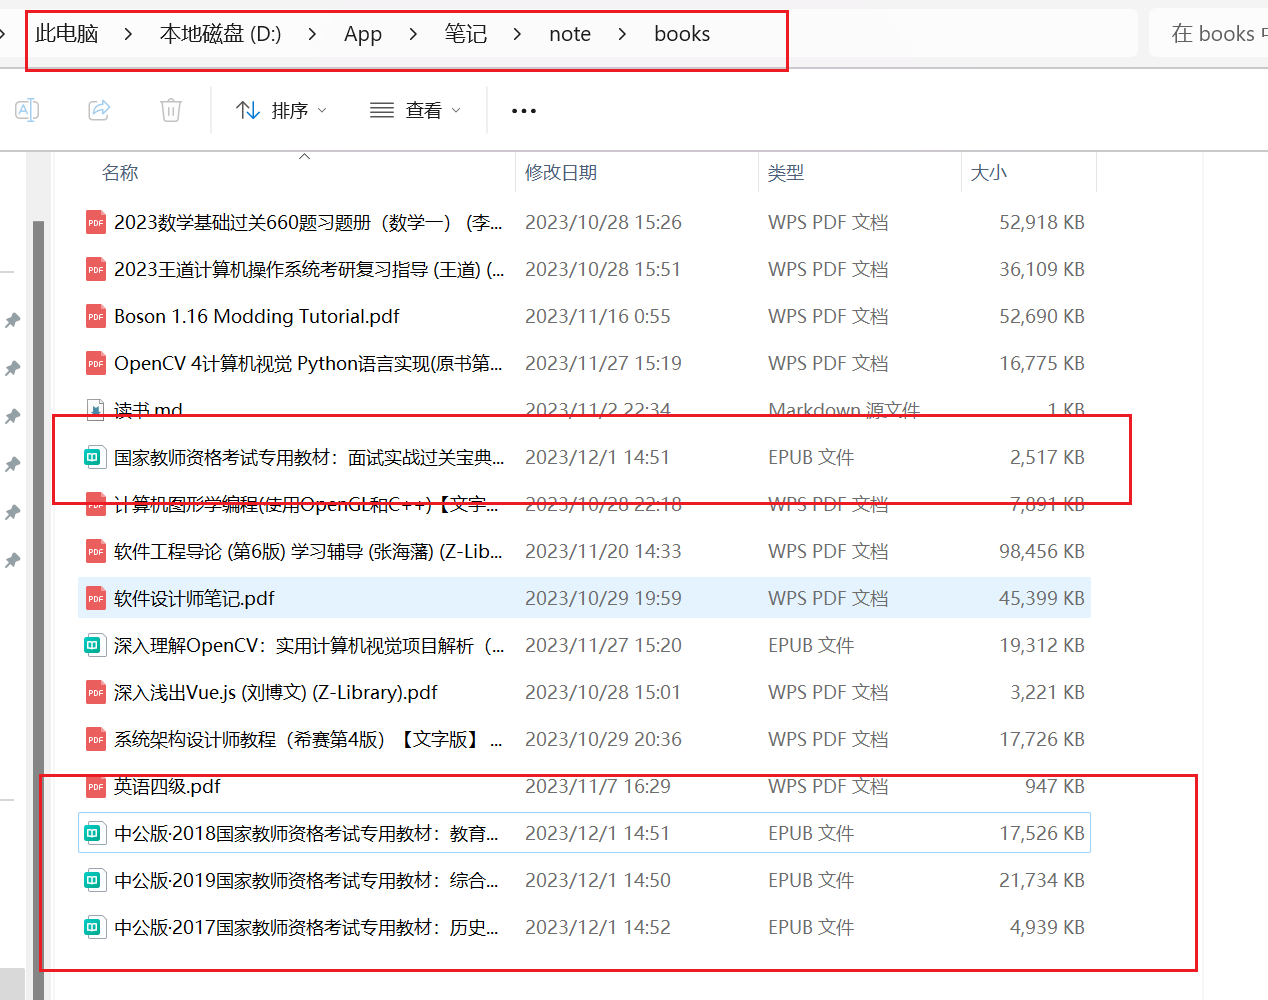 此电脑 > 本地磁盘 (D:) > App > 笔记 > note > books 在 books 中
排序 查看 ...
名称 修改日期 类型 大小
2023数学基础过关660题习题册（数学一） (李... 2023/10/28 15:26 WPS PDF 文档 52,918 KB
2023王道计算机操作系统考研复习指导 (王道) (... 2023/10/28 15:51 WPS PDF 文档 36,109 KB
Boson 1.16 Modding Tutorial.pdf 2023/11/16 0:55 WPS PDF 文档 52,690 KB
OpenCV 4计算机视觉 Python语言实现(原书第... 2023/11/27 15:19 WPS PDF 文档 16,775 KB
读书.md 2023/11/2 22:34 Markdown 源文件 1 KB
国家教师资格考试专用教材：面试实战过关宝典... 2023/12/1 14:51 EPUB 文件 2,517 KB
计算机图形学编程(使用OpenGL和C++)【文字... 2023/10/28 22:18 WPS PDF 文档 7,891 KB
软件工程导论 (第6版) 学习辅导 (张海藩) (Z-Lib... 2023/11/20 14:33 WPS PDF 文档 98,456 KB
软件设计师笔记.pdf 2023/10/29 19:59 WPS PDF 文档 45,399 KB
深入理解OpenCV：实用计算机视觉项目解析（... 2023/11/27 15:20 EPUB 文件 19,312 KB
深入浅出Vue.js (刘博文) (Z-Library).pdf 2023/10/28 15:01 WPS PDF 文档 3,221 KB
系统架构设计师教程（希赛第4版）【文字版】 ... 2023/10/29 20:36 WPS PDF 文档 17,726 KB
英语四级.pdf 2023/11/7 16:29 WPS PDF 文档 947 KB
中公版·2018国家教师资格考试专用教材：教育... 2023/12/1 14:51 EPUB 文件 17,526 KB
中公版·2019国家教师资格考试专用教材：综合... 2023/12/1 14:50 EPUB 文件 21,734 KB
中公版·2017国家教师资格考试专用教材：历史... 2023/12/1 14:52 EPUB 文件 4,939 KB